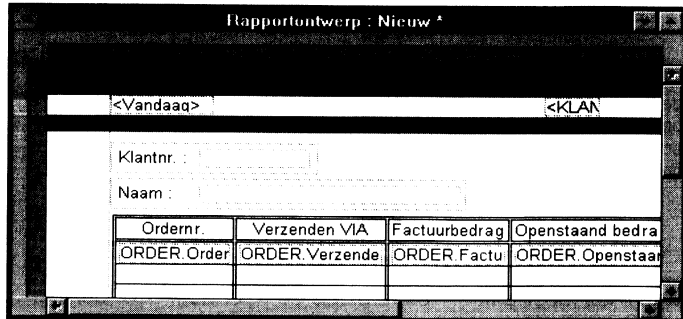 Rapportontwerp : Nieuw *
<Vandaag> <KLAN
Klantnr. :
Naam :
Ordernr. Verzenden VIA Factuurbedrag Openstaand bedra
ORDER.Order ORDER.Verzende ORDER.Factu ORDER.Openstaar